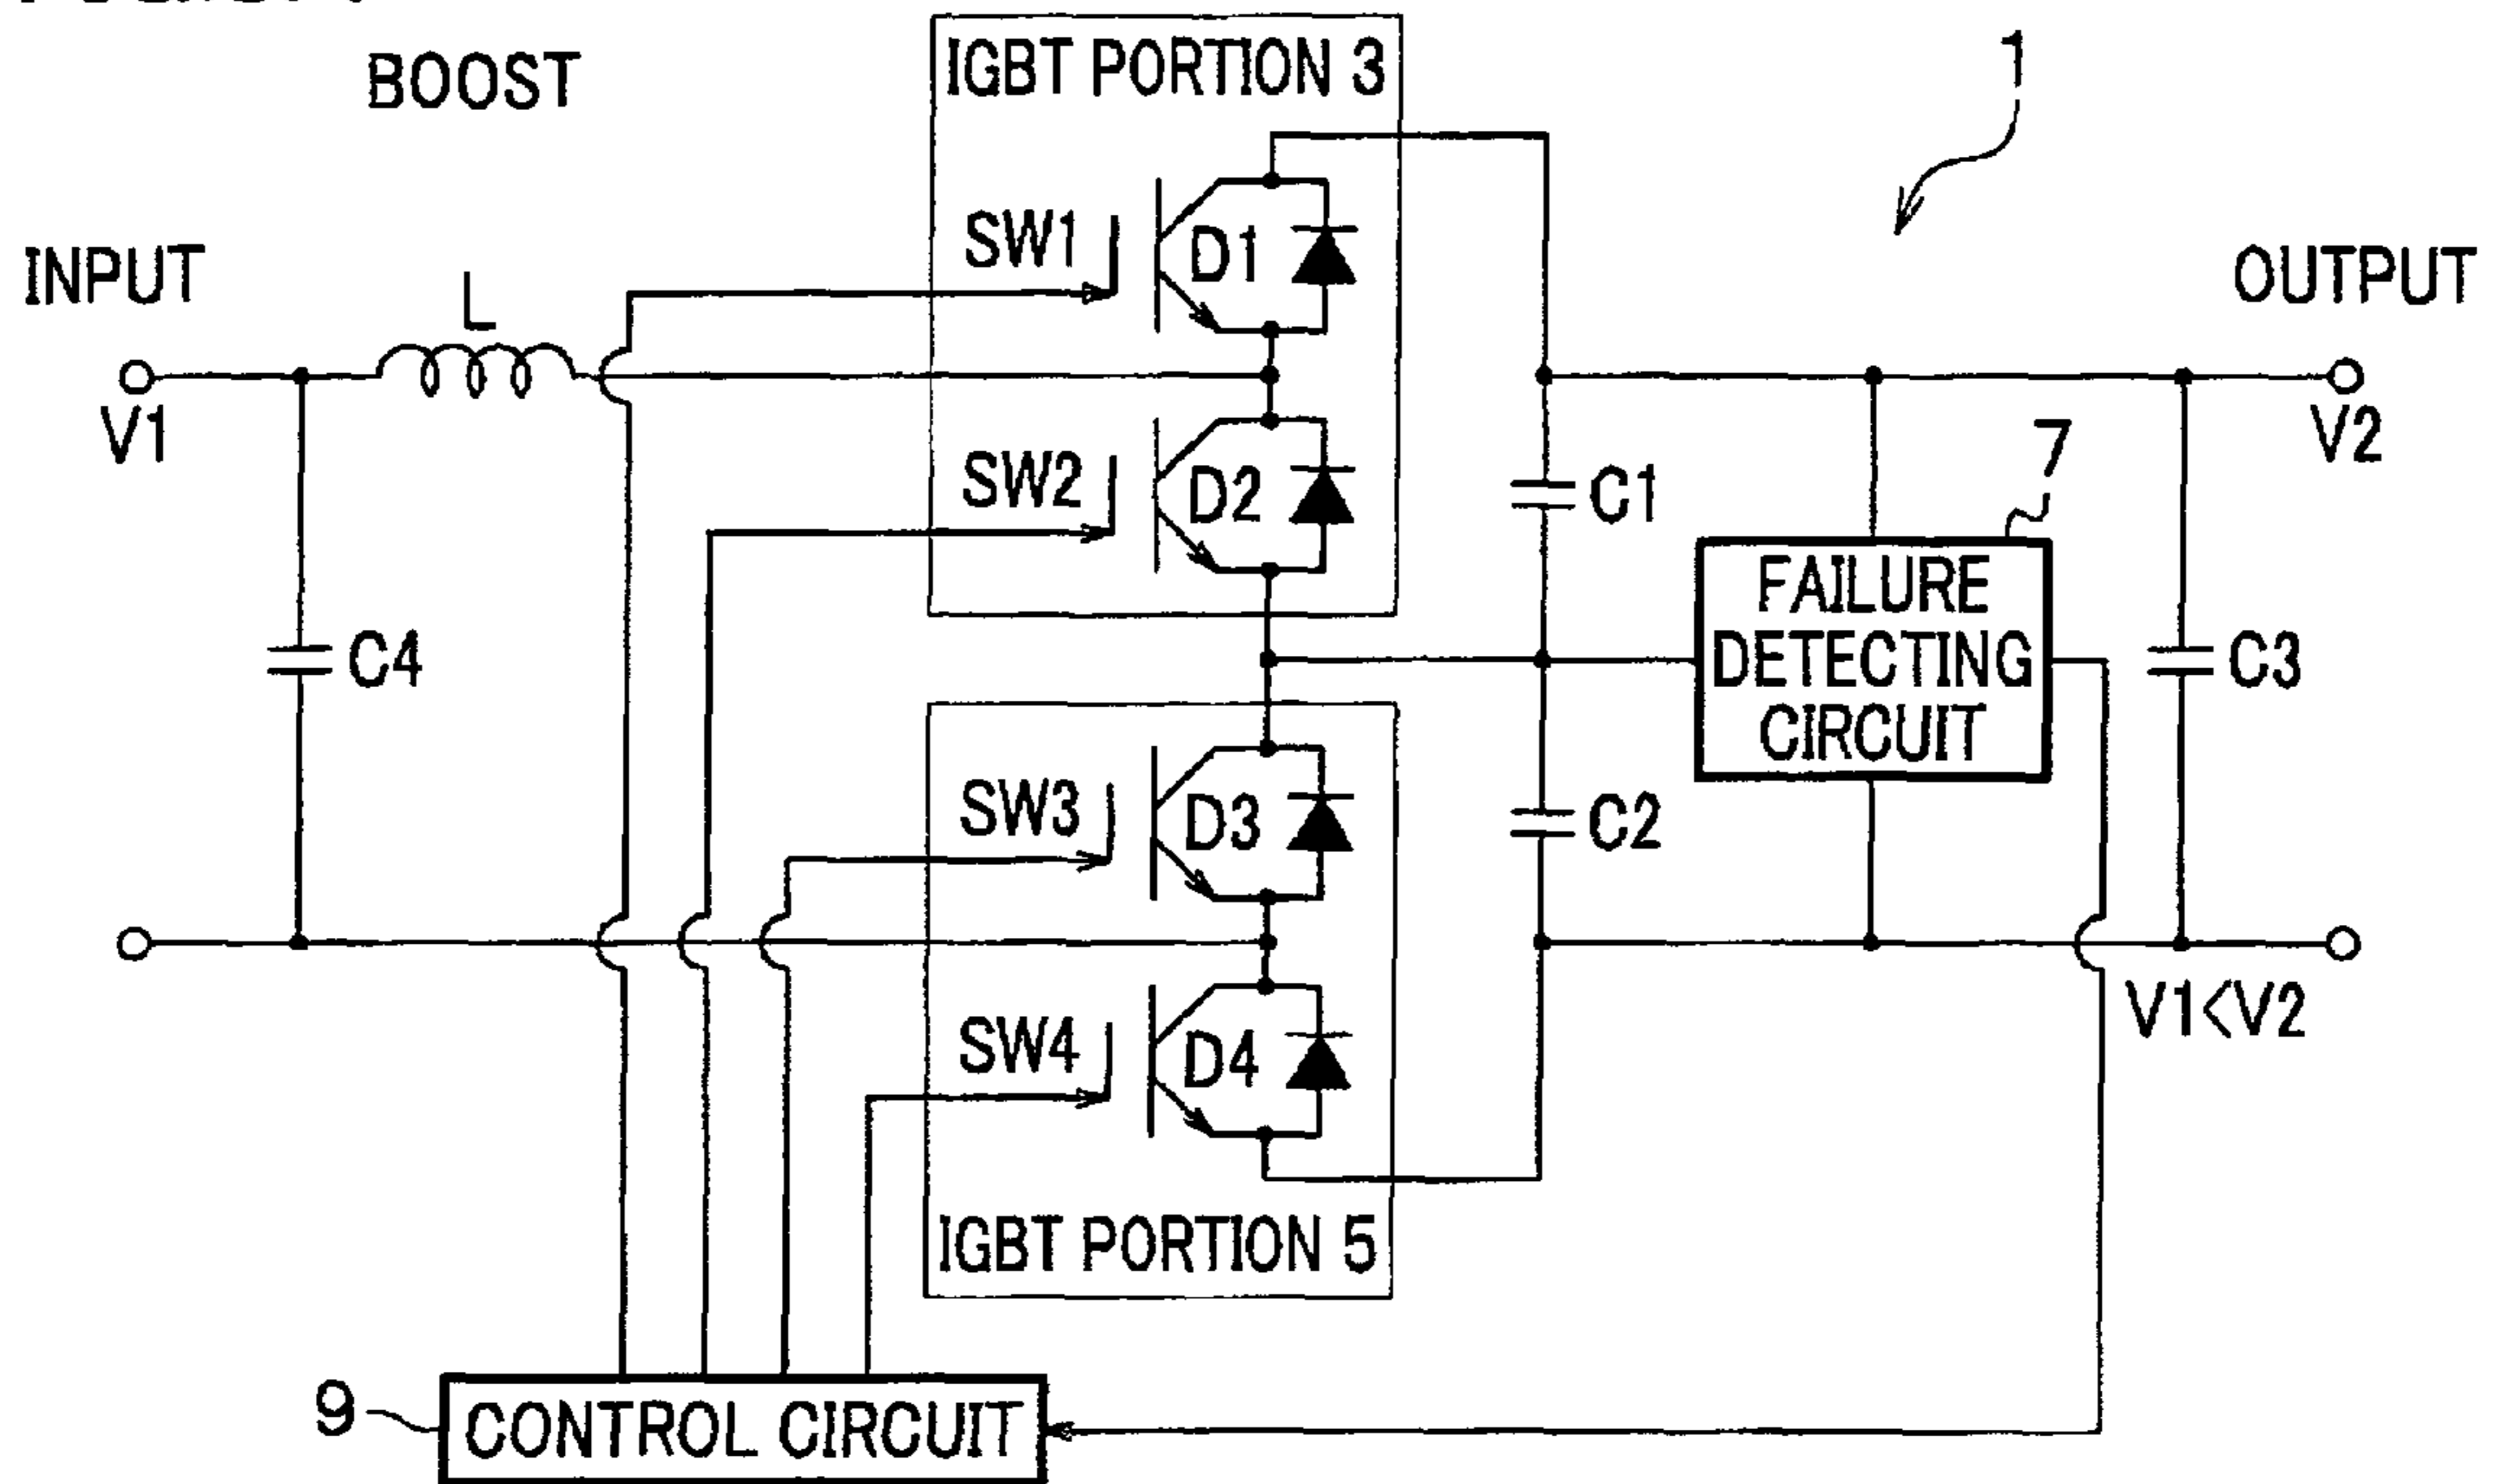 BOOST
IGBT PORTION 3
1
INPUT
L
SW1
D1
OUTPUT
V1
V2
SW2
D2
C1
7
FAILURE
DETECTING
CIRCUIT
C4
C3
SW3
D3
C2
SW4
D4
V1<V2
IGBT PORTION 5
9
CONTROL CIRCUIT